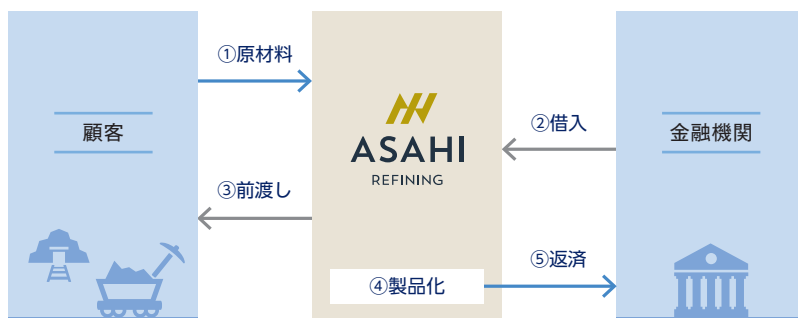 ①原材料
顧客
②借入
金融機関
ASAHI
REFINING
③前渡し
④製品化
⑤返済